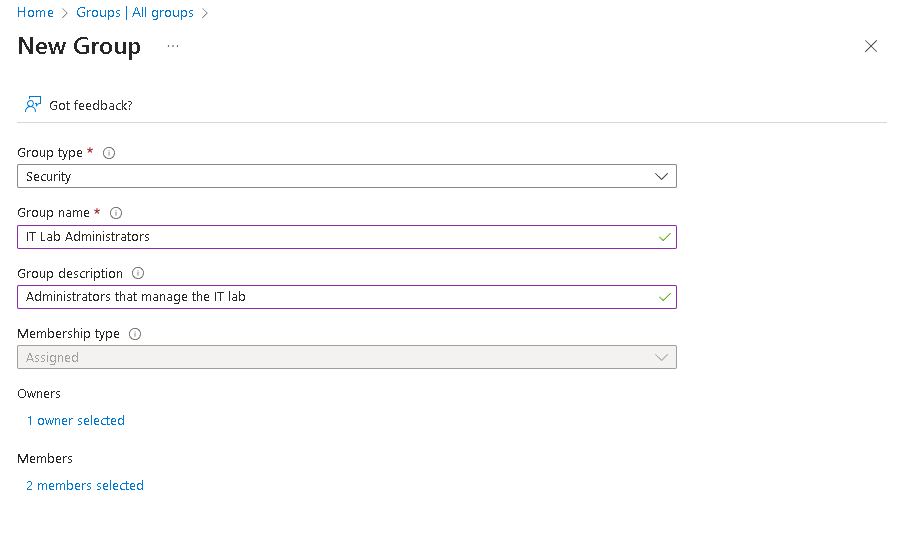 Home > Groups | All groups >
New Group ...
Got feedback?
Group type *
Security
Group name *
IT Lab Administrators
Group description
Administrators that manage the IT lab
Membership type
Assigned
Owners
1 owner selected
Members
2 members selected